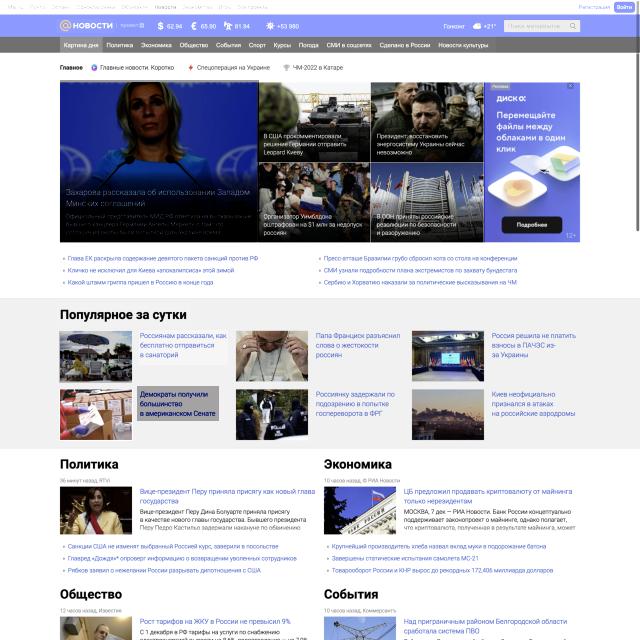 Регистрация Войти
@НОВОСТИ $ 62.94 € 65.90 81.94 +53 980 Гонконг +21°
Картина дня Политика Экономика Общество События Спорт Курсы Погода СМИ в соцсетях Сделано в России Новости культуры
Главное Главные новости. Коротко Спецоперация на Украине ЧМ-2022 в Катаре
Захарова рассказала об использовании Западом
Минских соглашений
В США прокомментировали
решение Германии отправить
Leopard Киеву
Президент: восстановить
энергосистему Украины сейчас
невозможно
Организатор Уимблдона
оштрафован на $1 млн за недопуск
россиян
В ООН приняты российские
резолюции по безопасности
и разоружению
Реклама
диск о:
Перемещайте
файлы между
облаками в один
клик
Подробнее
12+
Глава ЕК раскрыла содержание девятого пакета санкций против РФ
Кличко не исключил для Киева «апокалипсиса» этой зимой
Какой штамм гриппа пришел в Россию в конце года
Пресс-атташе Бразилии грубо сбросил кота со стола на конференции
СМИ узнали подробности плана экстремистов по захвату бундестага
Сербию и Хорватию наказали за политические высказывания на ЧМ
Популярное за сутки
Россиянам рассказали, как
бесплатно отправиться
в санаторий
Папа Франциск разъяснил
слова о жестокости
россиян
Россия решила не платить
взносы в ПАЧЭС из-
за Украины
Демократы получили
большинство
в американском Сенате
Россиянку задержали по
подозрению в попытке
госпереворота в ФРГ
Киев неофициально
признался в атаках
на российские аэродромы
Политика
36 минут назад, RTVI
Вице-президент Перу приняла присягу как новый глава
государства
Вице-президент Перу Дина Болуарте приняла присягу
в качестве нового главы государства. Бывшего президента
Перу Педро Кастильо задержали накануне по обвинению
Санкции США не изменят выбранный Россией курс, заверили в посольстве
Главред «Дождя» опроверг информацию о возвращении уволенных сотрудников
Рябков заявил о нежелании России разрывать дипотношения с США
Экономика
10 часов назад, © РИА Новости
ЦБ предложил продавать криптовалюту от майнинга
только нерезидентам
МОСКВА, 7 дек — РИА Новости. Банк России концептуально
поддерживает законопроект о майнинге, однако полагает,
что криптовалюта, полученная в результате майнинга, может
Крупнейший производитель хлеба назвал вклад муки в подорожание батона
Завершены статические испытания самолета МС-21
Товарооборот России и КНР вырос до рекордных 172,406 миллиарда долларов
Общество
12 часов назад, Известия
Рост тарифов на ЖКУ в России не превысил 9%
С 1 декабря в РФ тарифы на услуги по снабжению
События
10 часов назад, Коммерсантъ
Над приграничным районом Белгородской области
сработала система ПВО